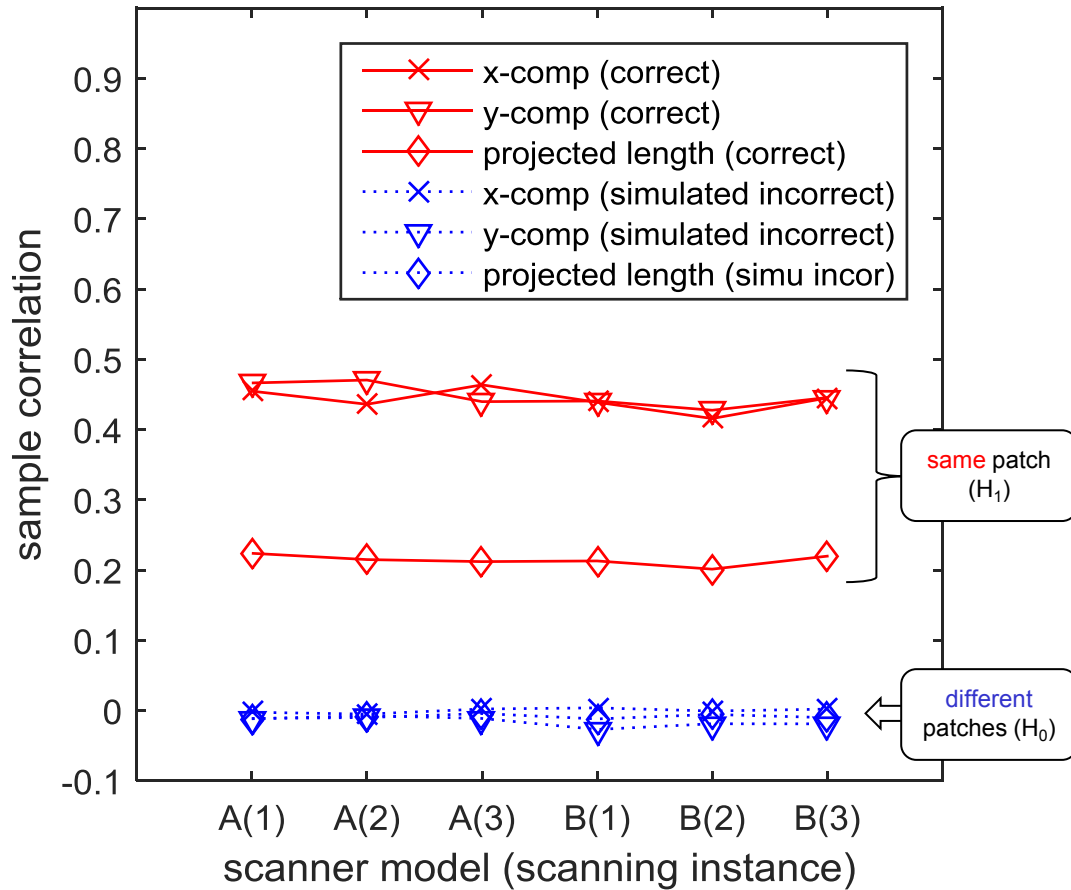 x-comp (correct)
y-comp (correct)
projected length (correct)
x-comp (simulated incorrect)
y-comp (simulated incorrect)
projected length (simu incor)
0.9
0.8
0.7
0.6
0.5
0.4
0.3
0.2
0.1
0
-0.1
sample correlation
same patch
(H₁)
different
patches (H₀)
A(1) A(2) A(3) B(1) B(2) B(3)
scanner model (scanning instance)